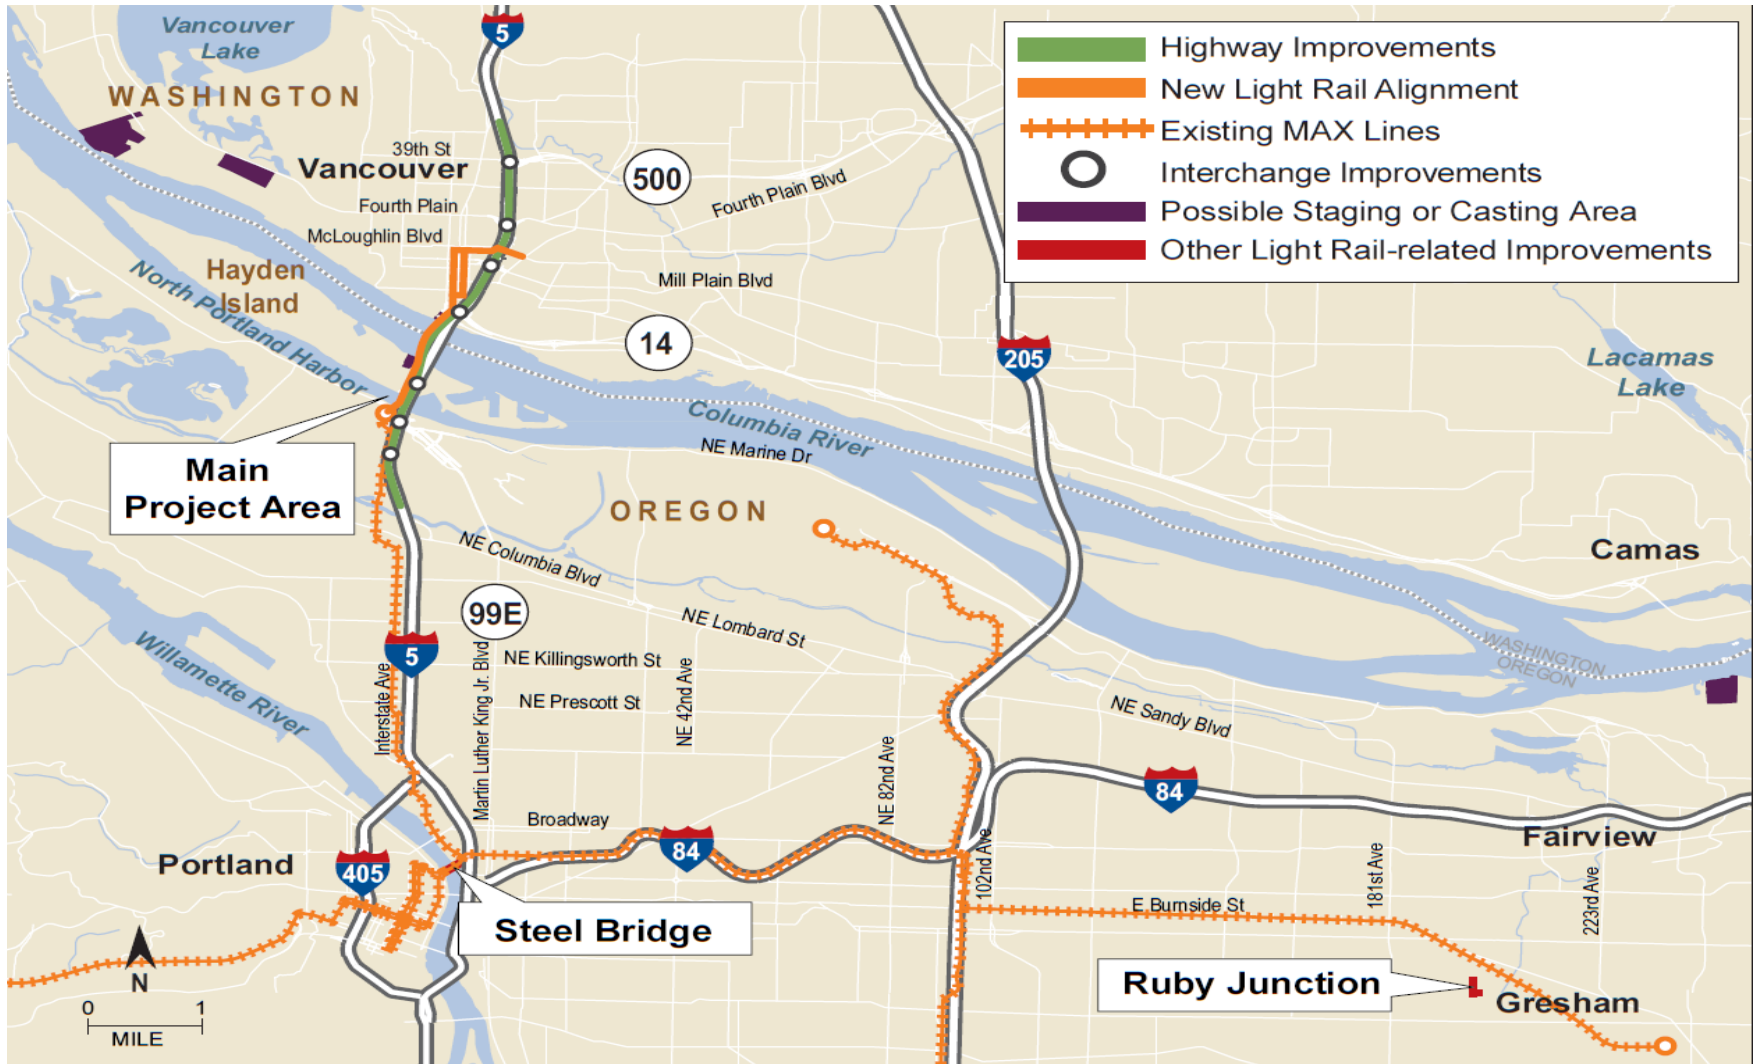 Vancouver
Lake
5
WASHINGTON
39th St
Vancouver
500
Fourth Plain
Fourth Plain Blvd
McLoughlin Blvd
Hayden
Island
Mill Plain Blvd
North Portland Harbor
14
205
Lacamas
Lake
Highway Improvements
New Light Rail Alignment
Existing MAX Lines
Interchange Improvements
Possible Staging or Casting Area
Other Light Rail-related Improvements
Columbia River
NE Marine Dr
Main
Project Area
OREGON
Camas
NE Columbia Blvd
99E
NE Lombard St
5
Willamette River
NE Killingsworth St
WASHINGTON
OREGON
Interstate Ave
Martin Luther King Jr. Blvd
NE Prescott St
NE 42nd Ave
NE Sandy Blvd
NE 82nd Ave
84
Broadway
84
Fairview
Portland
405
102nd Ave
181st Ave
223rd Ave
E Burnside St
Steel Bridge
Ruby Junction
Gresham
N
0 1
MILE